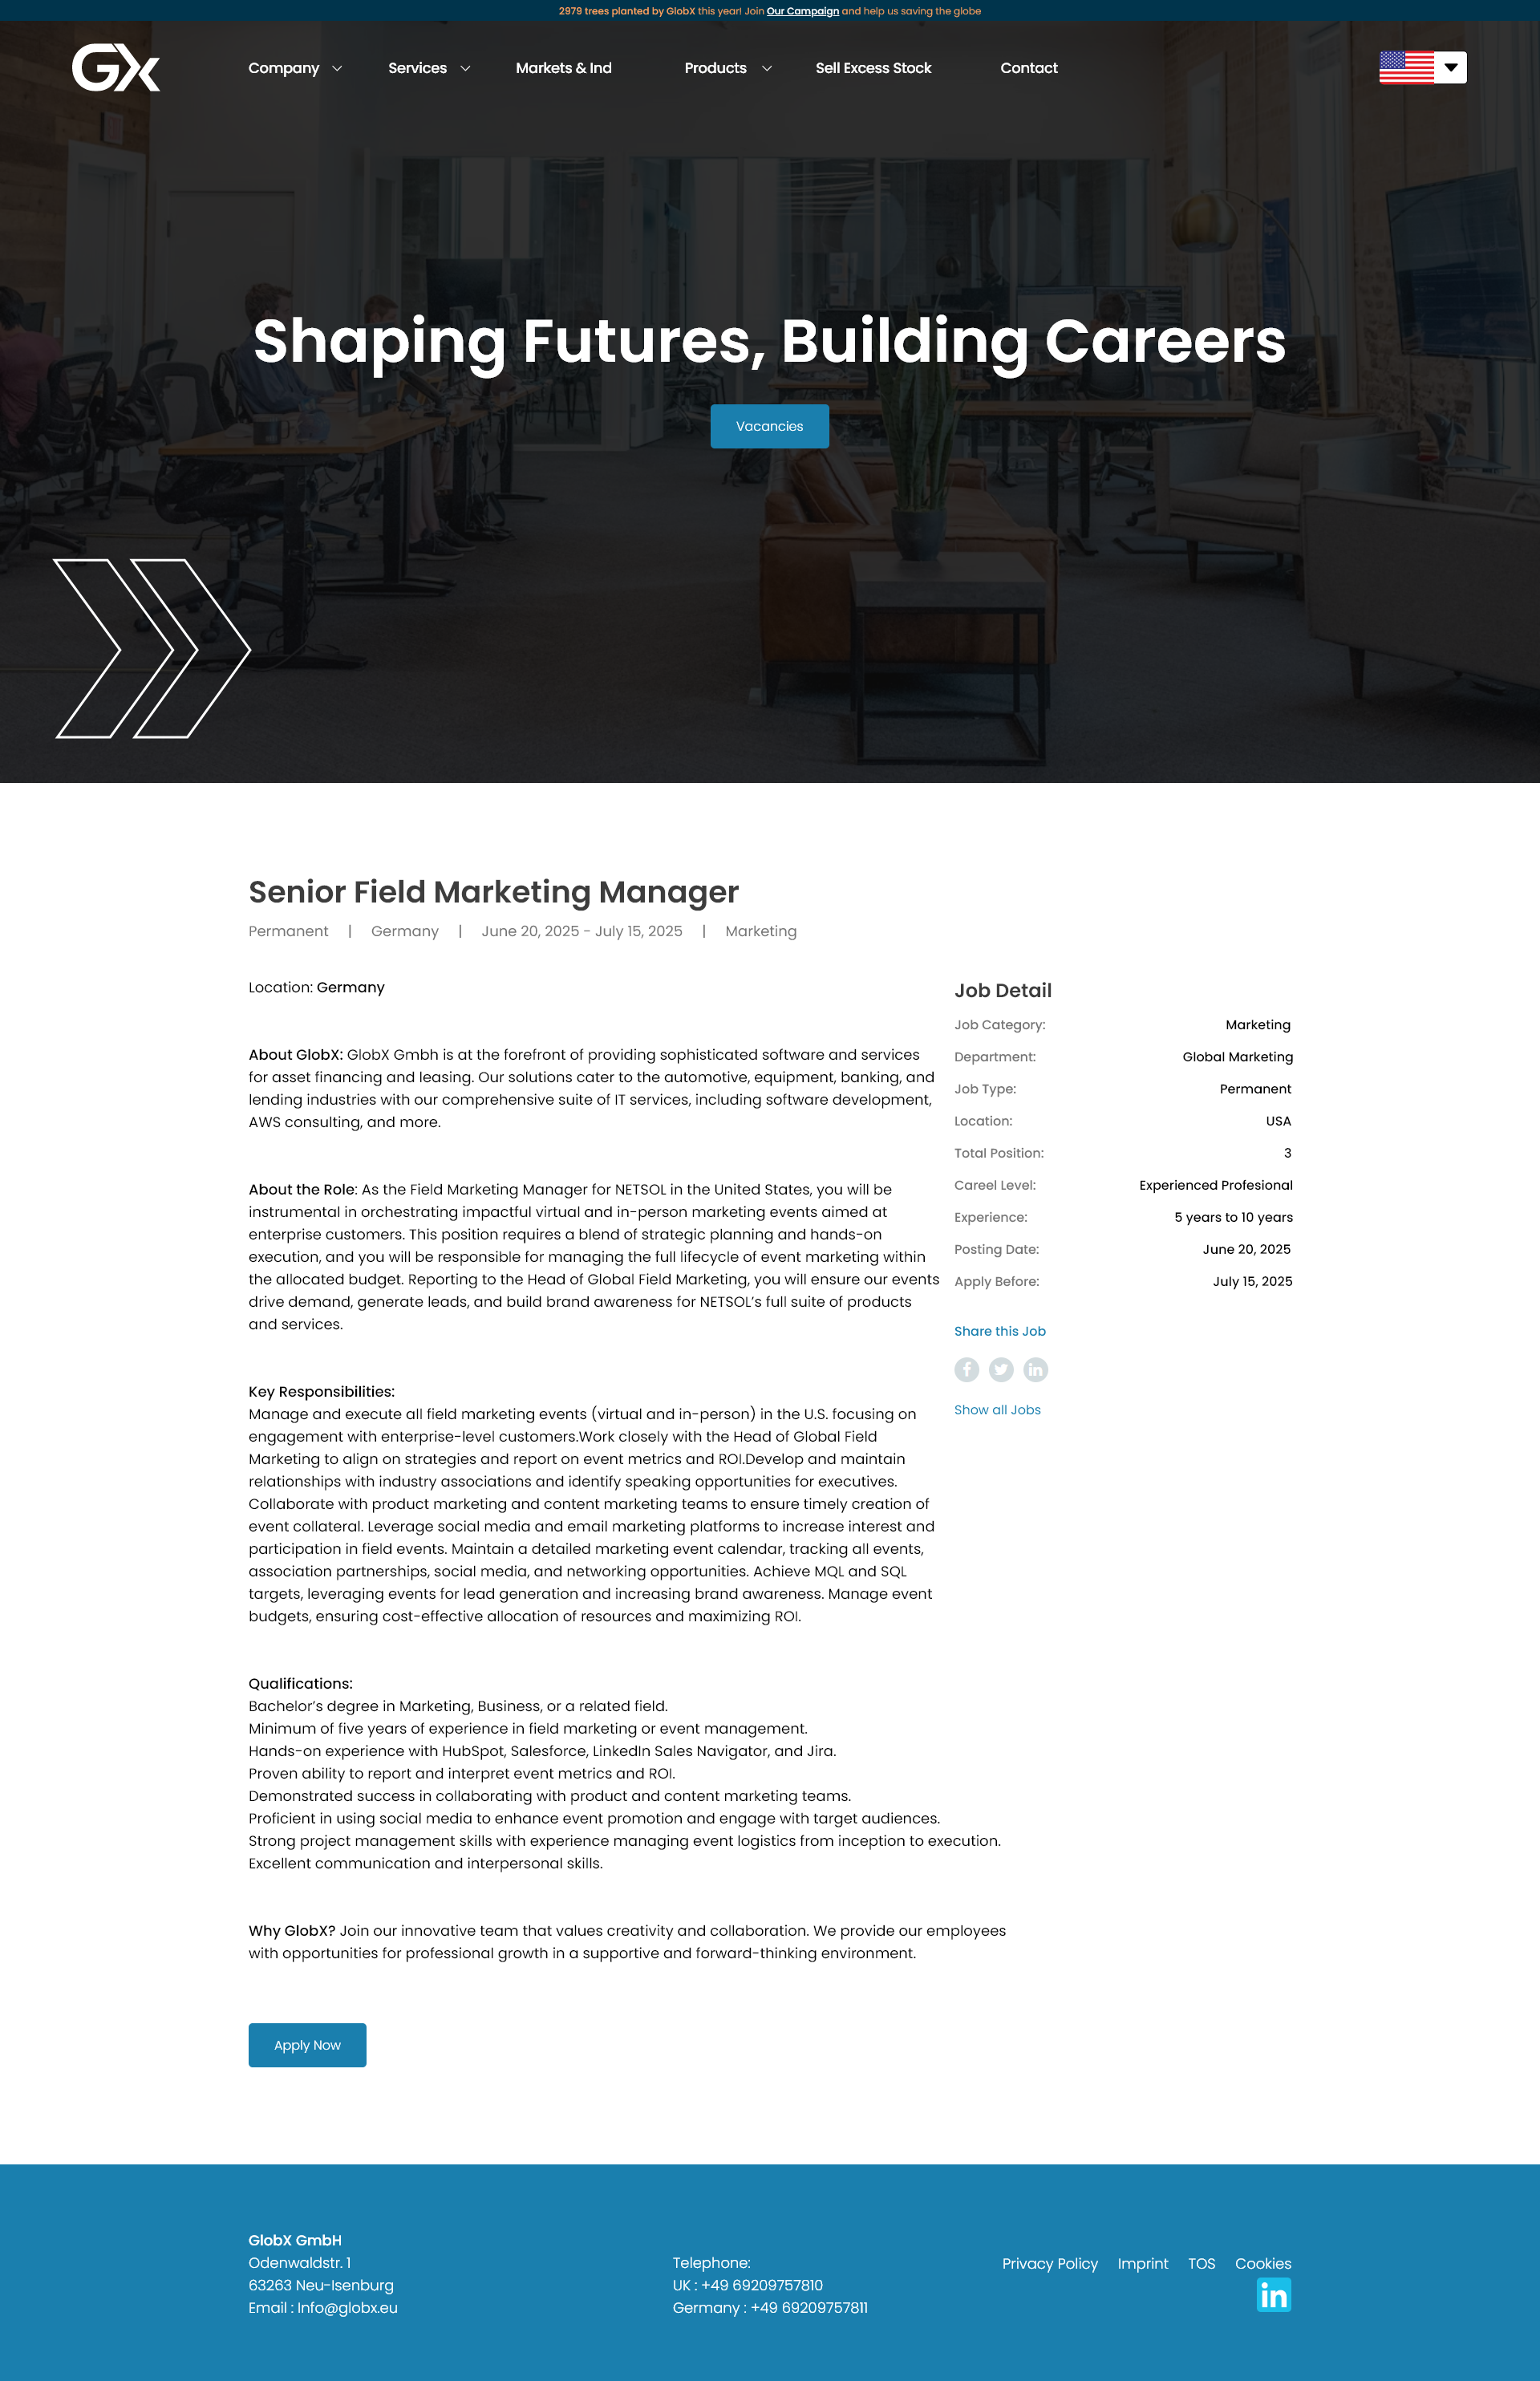 2979 trees planted by GlobX this year! Join Our Campaign and help us saving the globe
GX
Company
Services
Markets & Ind
Products
Sell Excess Stock
Contact
Shaping Futures, Building Careers
Vacancies
Senior Field Marketing Manager
Permanent | Germany | June 20, 2025 - July 15, 2025 | Marketing
Location: Germany
About GlobX: GlobX Gmbh is at the forefront of providing sophisticated software and services
for asset financing and leasing. Our solutions cater to the automotive, equipment, banking, and
lending industries with our comprehensive suite of IT services, including software development,
AWS consulting, and more.
About the Role: As the Field Marketing Manager for NETSOL in the United States, you will be
instrumental in orchestrating impactful virtual and in-person marketing events aimed at
enterprise customers. This position requires a blend of strategic planning and hands-on
execution, and you will be responsible for managing the full lifecycle of event marketing within
the allocated budget. Reporting to the Head of Global Field Marketing, you will ensure our events
drive demand, generate leads, and build brand awareness for NETSOL's full suite of products
and services.
Key Responsibilities:
Manage and execute all field marketing events (virtual and in-person) in the U.S. focusing on
engagement with enterprise-level customers.Work closely with the Head of Global Field
Marketing to align on strategies and report on event metrics and ROI.Develop and maintain
relationships with industry associations and identify speaking opportunities for executives.
Collaborate with product marketing and content marketing teams to ensure timely creation of
event collateral. Leverage social media and email marketing platforms to increase interest and
participation in field events. Maintain a detailed marketing event calendar, tracking all events,
association partnerships, social media, and networking opportunities. Achieve MQL and SQL
targets, leveraging events for lead generation and increasing brand awareness. Manage event
budgets, ensuring cost-effective allocation of resources and maximizing ROI.
Qualifications:
Bachelor's degree in Marketing, Business, or a related field.
Minimum of five years of experience in field marketing or event management.
Hands-on experience with HubSpot, Salesforce, LinkedIn Sales Navigator, and Jira.
Proven ability to report and interpret event metrics and ROI.
Demonstrated success in collaborating with product and content marketing teams.
Proficient in using social media to enhance event promotion and engage with target audiences.
Strong project management skills with experience managing event logistics from inception to execution.
Excellent communication and interpersonal skills.
Why GlobX? Join our innovative team that values creativity and collaboration. We provide our employees
with opportunities for professional growth in a supportive and forward-thinking environment.
Apply Now
Job Detail
Job Category: Marketing
Department: Global Marketing
Job Type: Permanent
Location: USA
Total Position: 3
Careel Level: Experienced Profesional
Experience: 5 years to 10 years
Posting Date: June 20, 2025
Apply Before: July 15, 2025
Share this Job
Show all Jobs
GlobX GmbH
Odenwaldstr. 1
63263 Neu-Isenburg
Email : Info@globx.eu
Telephone:
UK : +49 69209757810
Germany : +49 69209757811
Privacy Policy
Imprint
TOS
Cookies
in